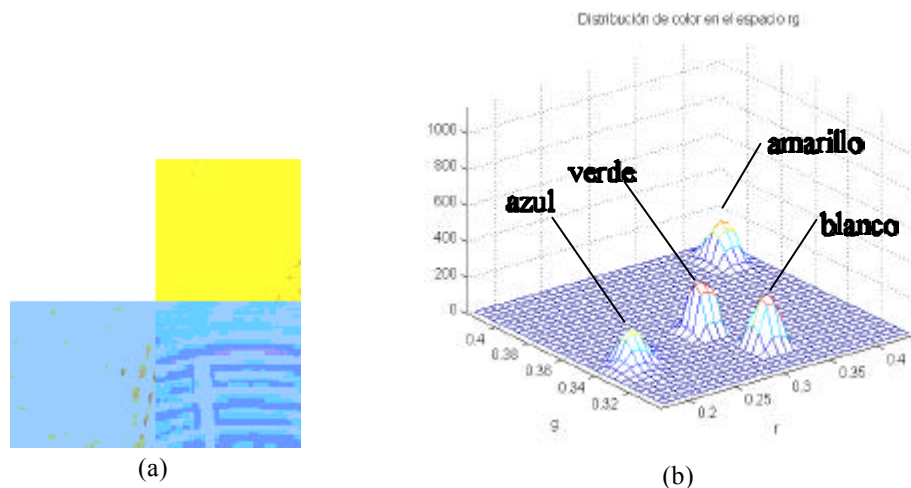 Distribución de color en el espacio rg
1000
800
600
400
200
0
amarillo
verde
azul
blanco
0.4
0.38
0.36
0.34
0.32
g
0.2
0.25
0.3
0.35
0.4
r
(a)
(b)